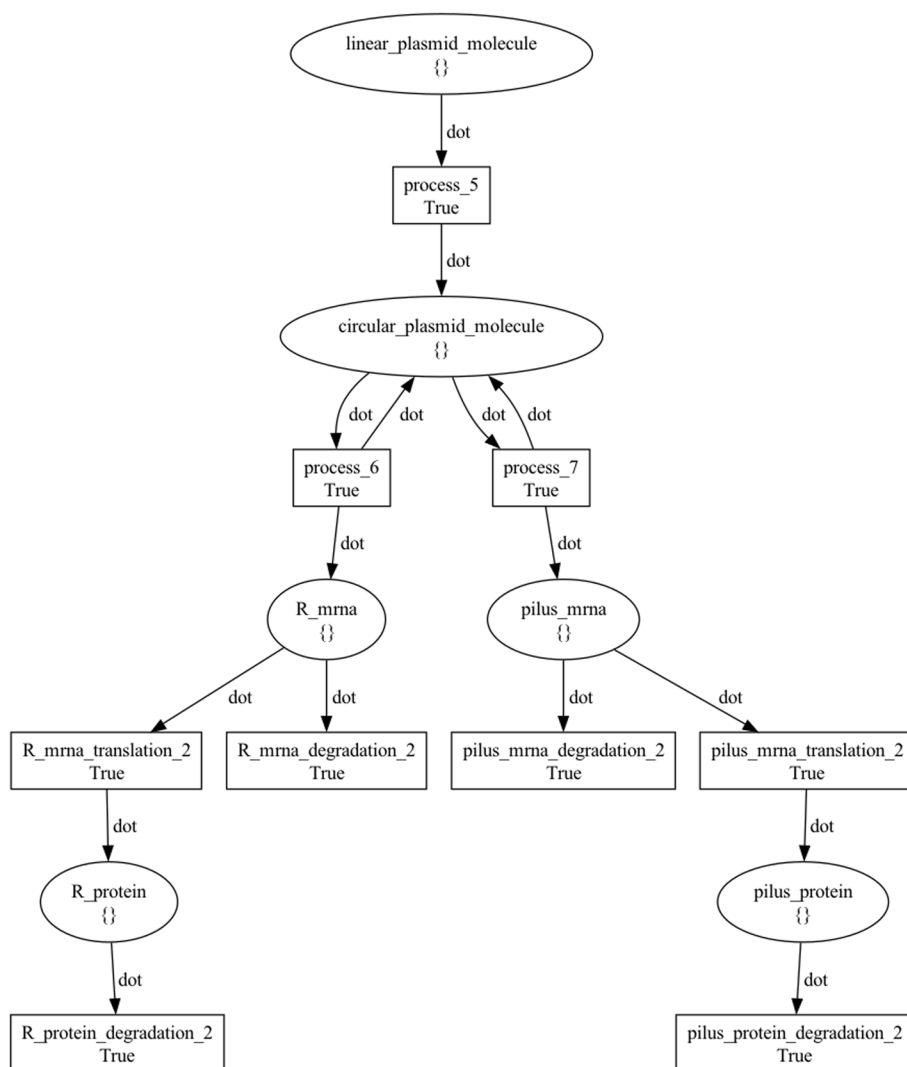 linear_plasmid_molecule
{}
dot
process_5
True
dot
circular_plasmid_molecule
{}
dot
dot
dot
dot
process_6
True
process_7
True
dot
dot
R_mrna
{}
pilus_mrna
{}
dot
dot
dot
dot
R_mrna_translation_2
True
R_mrna_degradation_2
True
pilus_mrna_degradation_2
True
pilus_mrna_translation_2
True
dot
dot
R_protein
{}
pilus_protein
{}
dot
dot
R_protein_degradation_2
True
pilus_protein_degradation_2
True